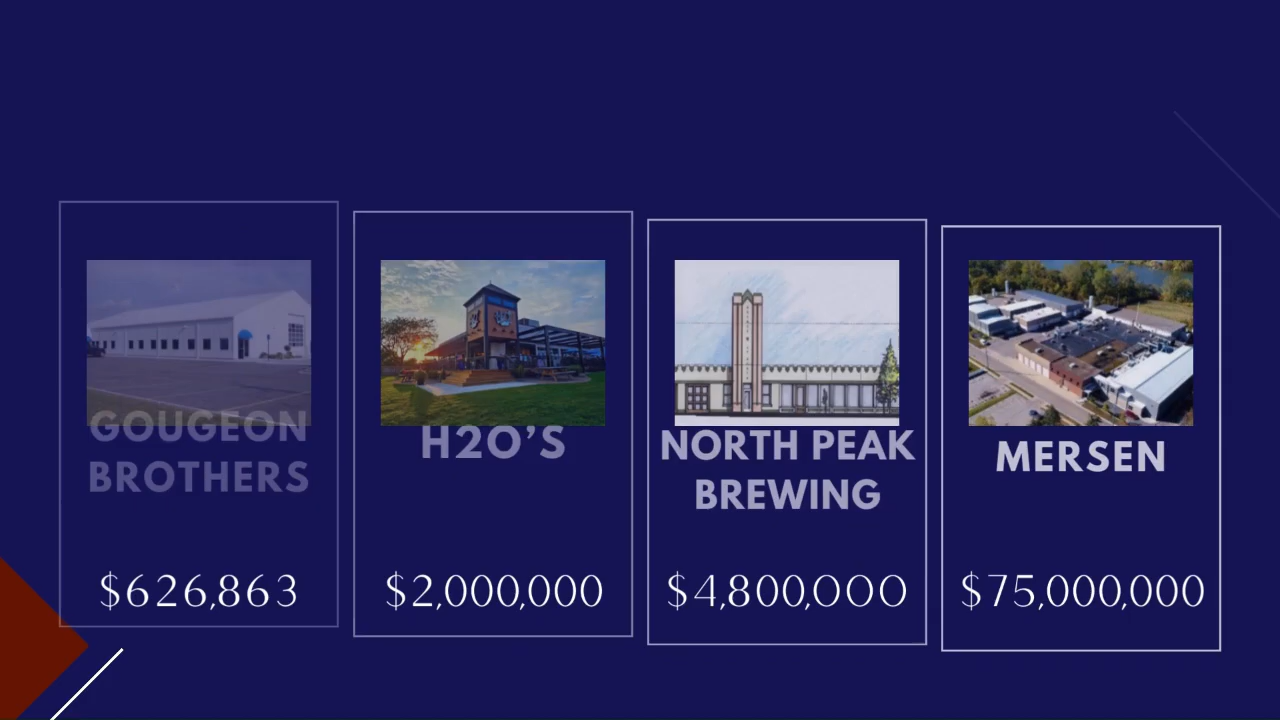 GOUGEON
BROTHERS
$626,863
H2O'S
$2,000,000
NORTH PEAK
BREWING
$4,800,000
MERSEN
$75,000,000